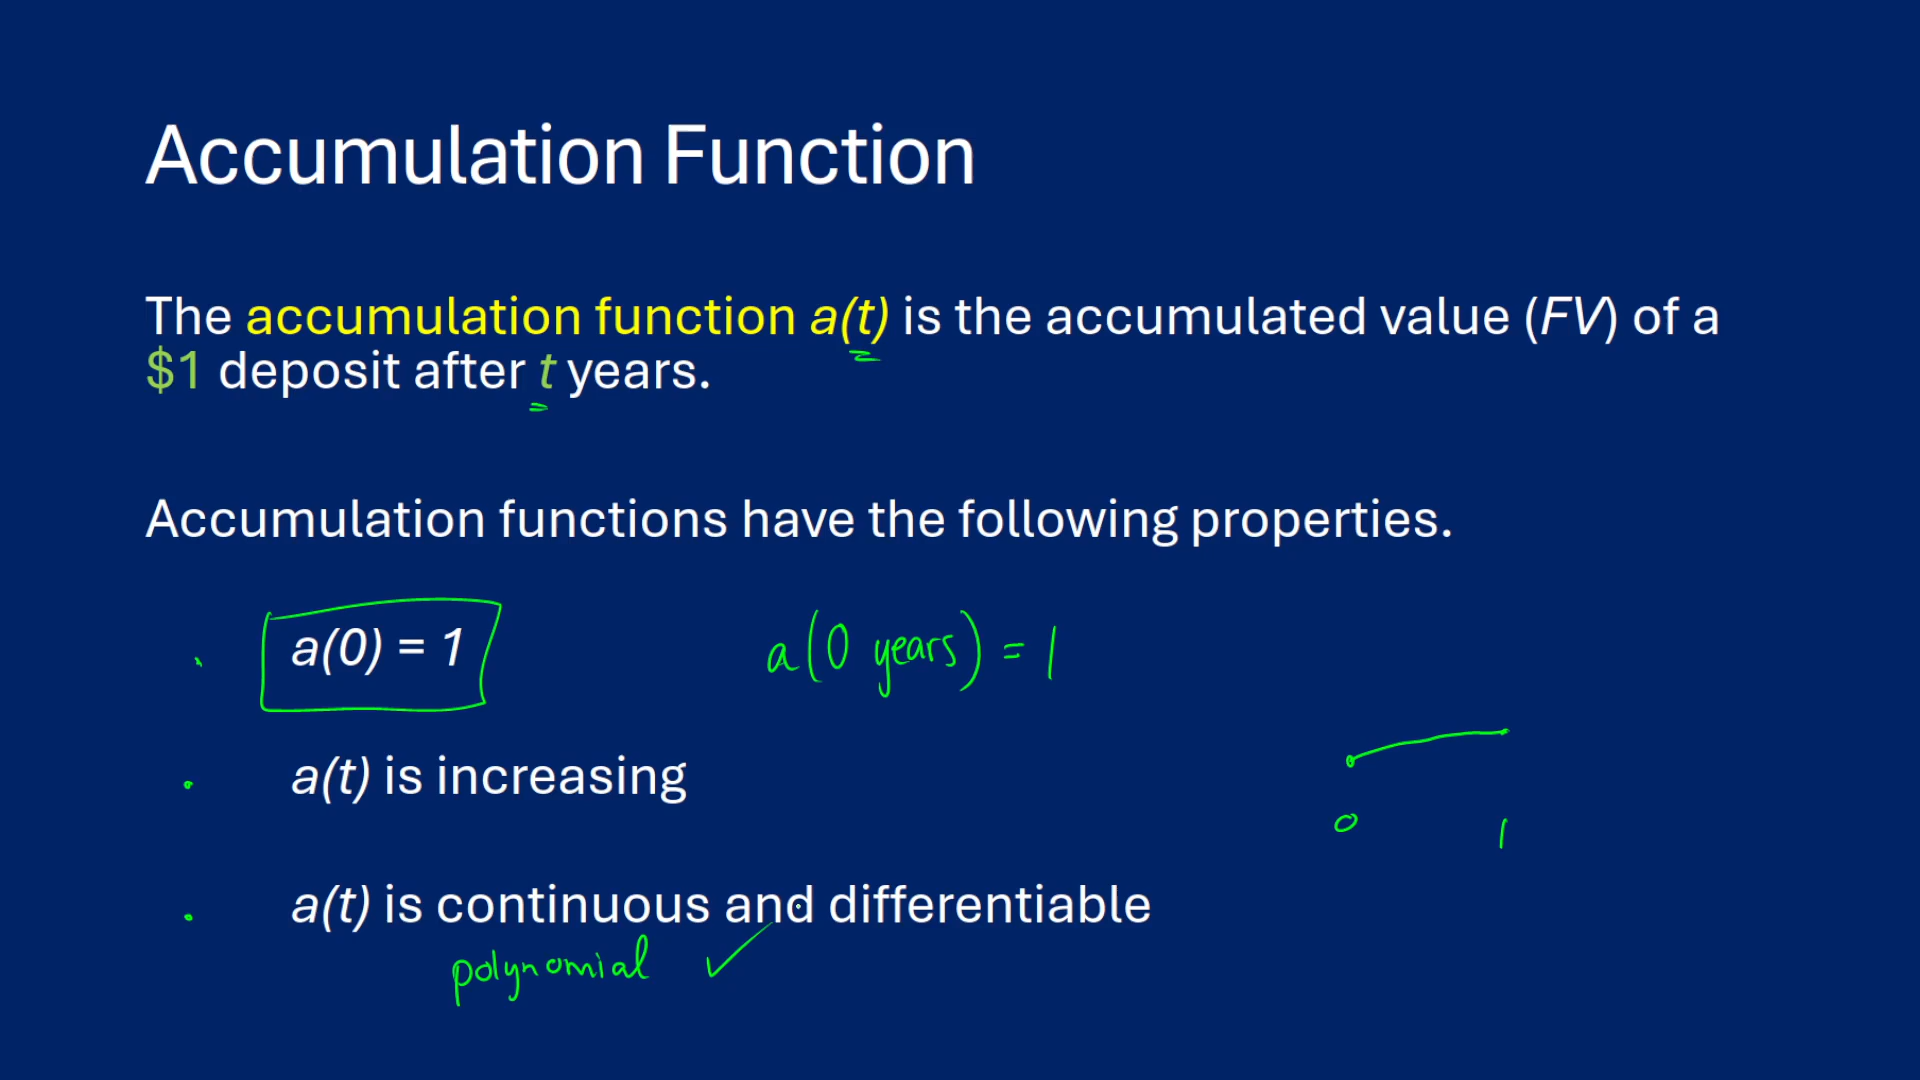 Accumulation Function
The accumulation function a(t) is the accumulated value (FV) of a
$1 deposit after t years.
Accumulation functions have the following properties.
a(0) = 1 a(0 years) = 1
a(t) is increasing
0 1
a(t) is continuous and differentiable
polynomial ✓